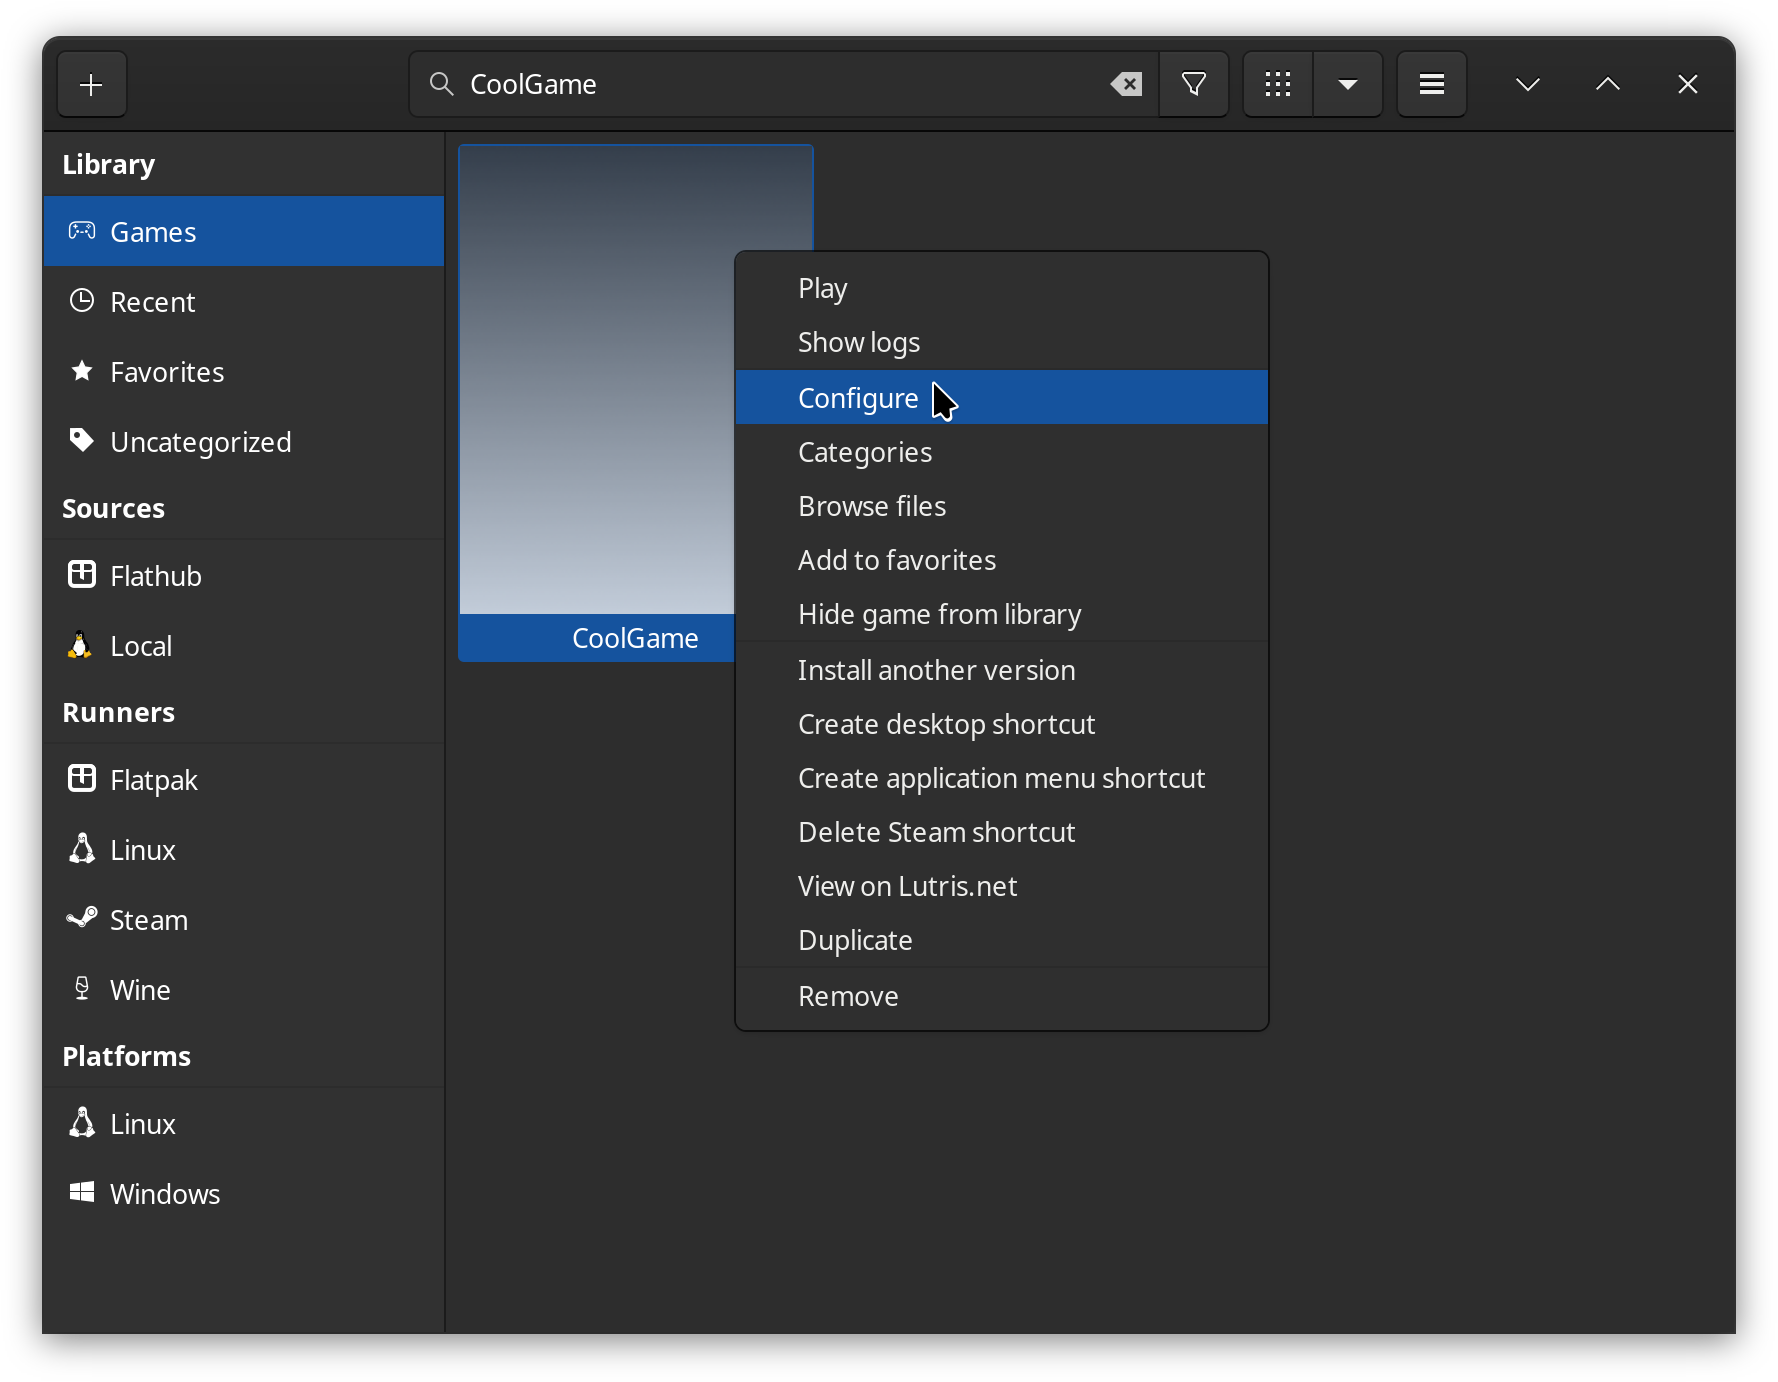 CoolGame
Library
Games
Recent
Favorites
Uncategorized
Sources
Flathub
Local
Runners
Flatpak
Linux
Steam
Wine
Platforms
Linux
Windows
CoolGame
Play
Show logs
Configure
Categories
Browse files
Add to favorites
Hide game from library
Install another version
Create desktop shortcut
Create application menu shortcut
Delete Steam shortcut
View on Lutris.net
Duplicate
Remove